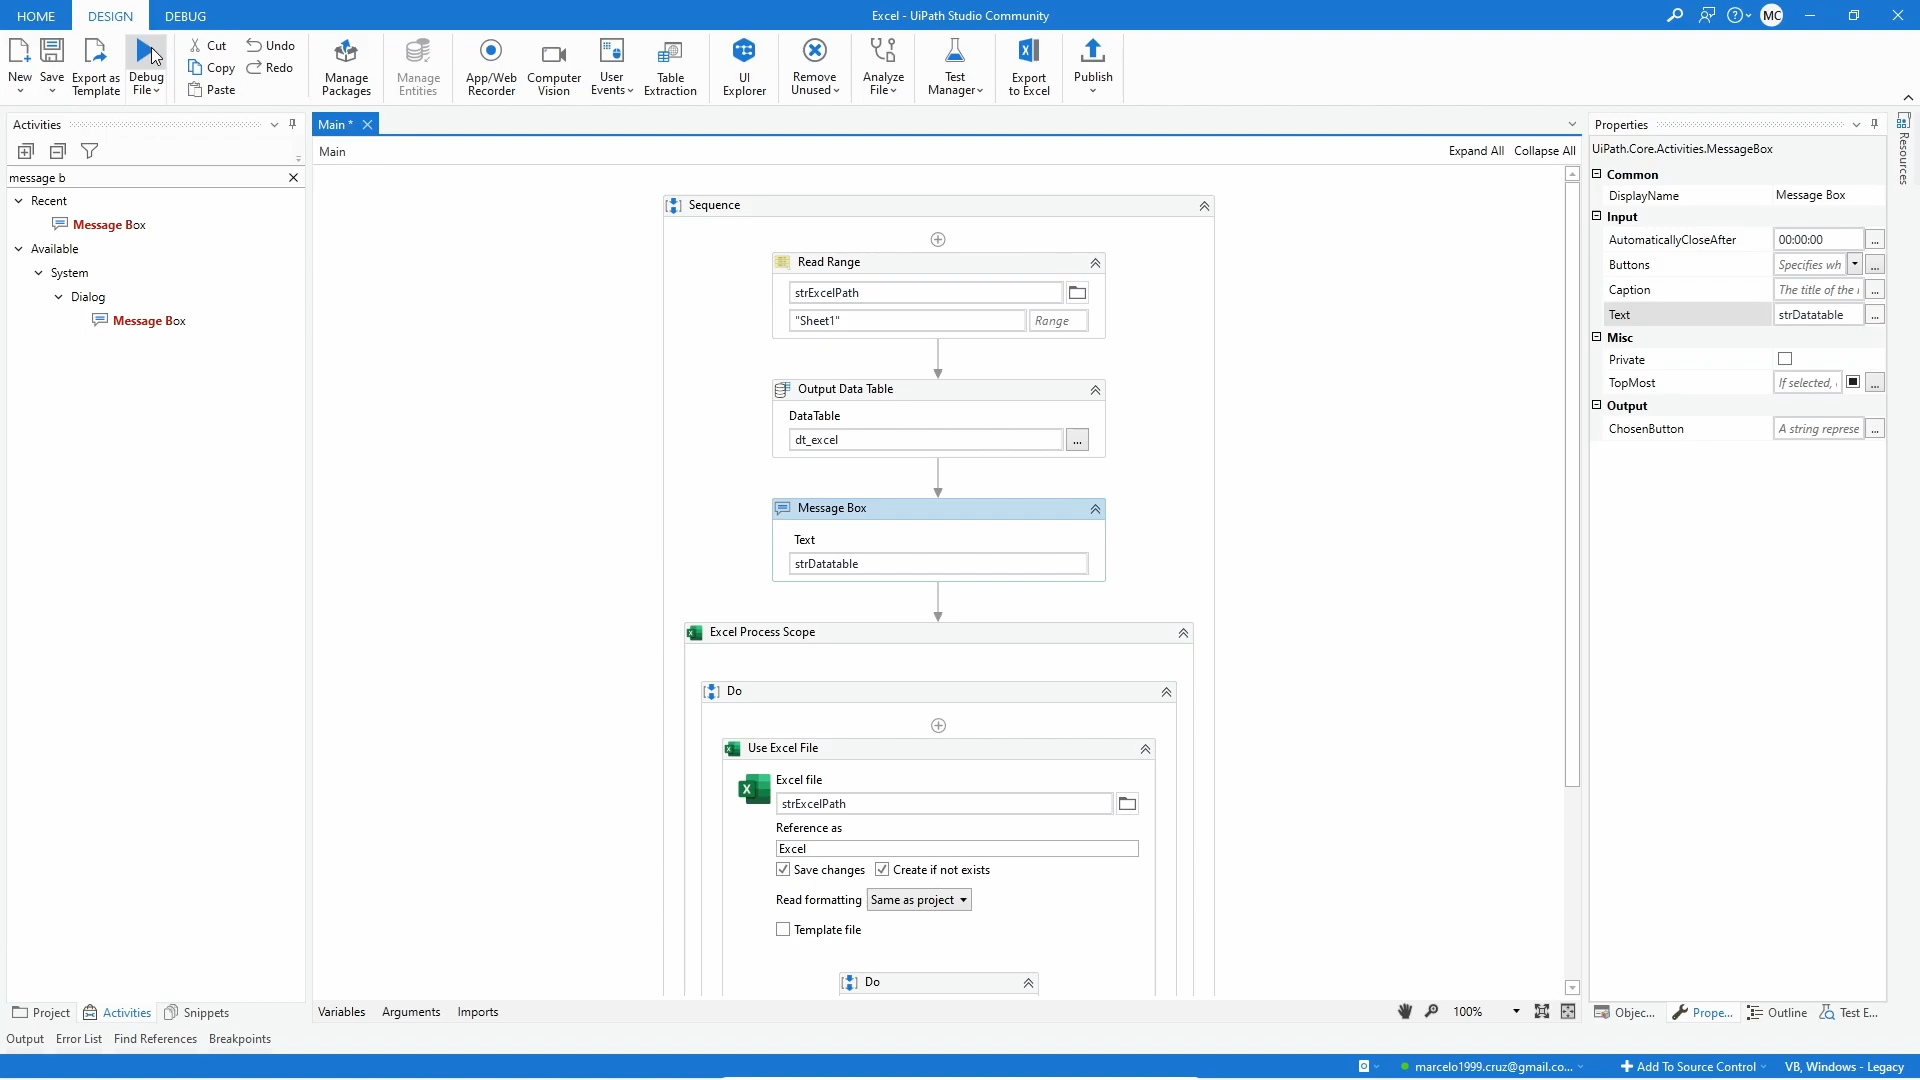 HOME
DESIGN
DEBUG
Excel - UiPath Studio Community
MC
New
Save
Export as
Template
Debug
File
Cut
Copy
Paste
Undo
Redo
Manage
Packages
Manage
Entities
App/Web
Recorder
Computer
Vision
User
Events
Table
Extraction
UI
Explorer
Remove
Unused
Analyze
File
Test
Manager
Export
to Excel
Publish
Activities
message b
Recent
Message Box
Available
System
Dialog
Message Box
Main *
Main
Expand All
Collapse All
Sequence
Read Range
strExcelPath
"Sheet1"
Range
Output Data Table
DataTable
dt_excel
...
Message Box
Text
strDatatable
Excel Process Scope
Do
Use Excel File
Excel file
strExcelPath
Reference as
Excel
Save changes
Create if not exists
Read formatting
Same as project
Template file
Do
Properties
UiPath.Core.Activities.MessageBox
Common
DisplayName
Message Box
Input
AutomaticallyCloseAfter
00:00:00
...
Buttons
Specifies wh
...
Caption
The title of the
...
Text
strDatatable
...
Misc
Private
TopMost
If selected,
...
Output
ChosenButton
A string represe
...
Resources
Project
Activities
Snippets
Variables
Arguments
Imports
100%
Objec...
Prope...
Outline
Test E...
Output
Error List
Find References
Breakpoints
marcelo1999.cruz@gmail.co...
Add To Source Control
VB, Windows - Legacy